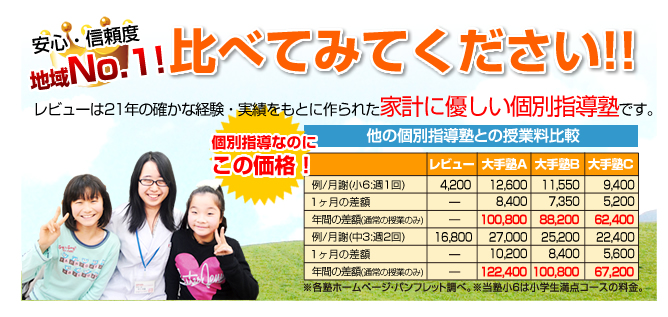 安心・信頼度
地域No.1!
比べてみてください!!
レビューは21年の確かな経験・実績をもとに作られた家計に優しい個別指導塾です。
個別指導なのに
この価格！
他の個別指導塾との授業料比較
レビュー 大手塾A 大手塾B 大手塾C
例/月謝(小6:週1回) 4,200 12,600 11,550 9,400
1ヶ月の差額 — 8,400 7,350 5,200
年間の差額(通常の授業のみ) — 100,800 88,200 62,400
例/月謝(中3:週2回) 16,800 27,000 25,200 22,400
1ヶ月の差額 — 10,200 8,400 5,600
年間の差額(通常の授業のみ) — 122,400 100,800 67,200
※各塾ホームページ・パンフレット調べ。※当塾小6は小学生満点コースの料金。